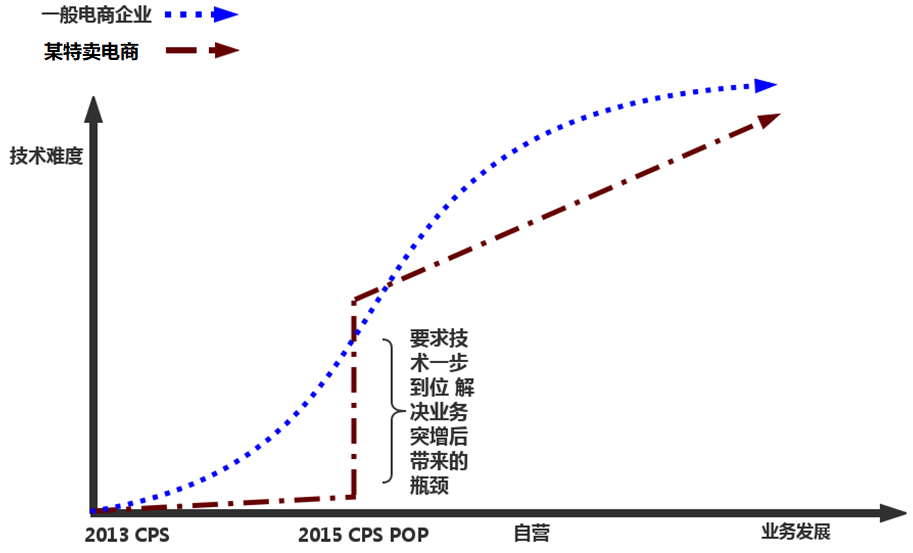 一般电商企业
某特卖电商
技术难度
要求技
术一步
到位 解
决业务
突增后
带来的
瓶颈
2013 CPS
2015 CPS POP
自营
业务发展